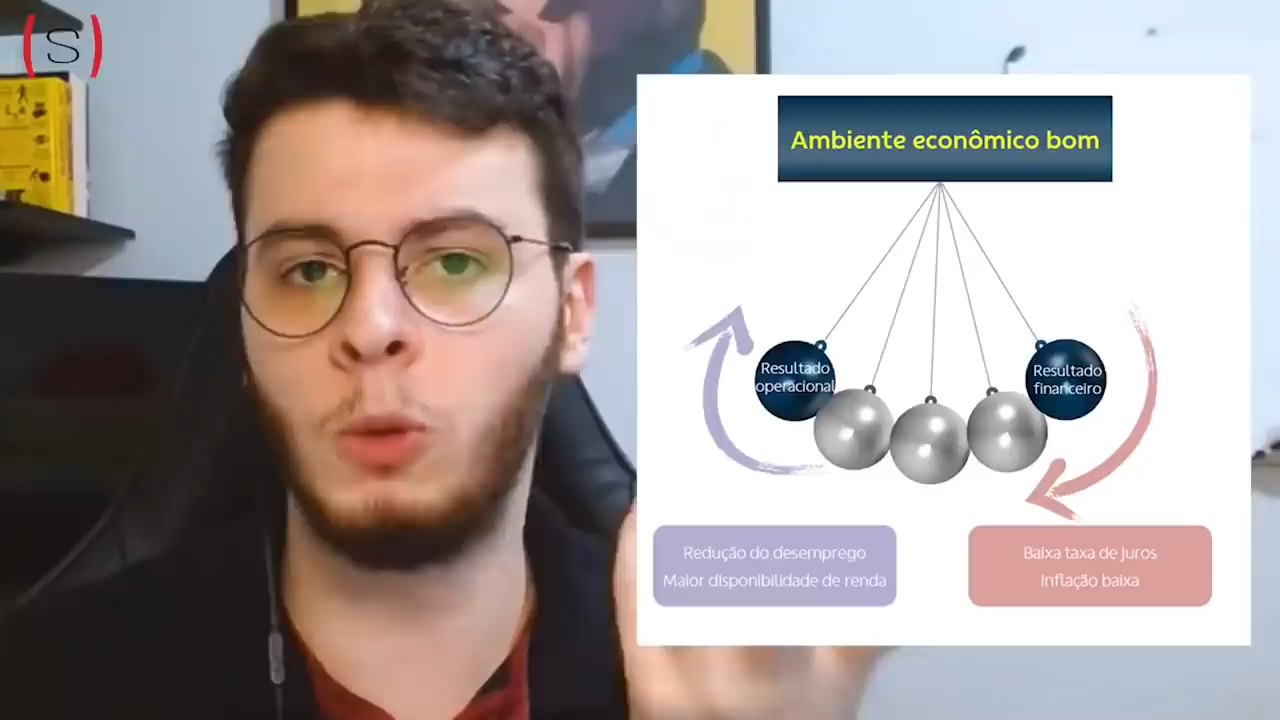 (S)
Ambiente econômico bom
Resultado
operacional
Resultado
financeiro
Redução do desemprego
Maior disponibilidade de renda
Baixa taxa de juros
Inflação baixa